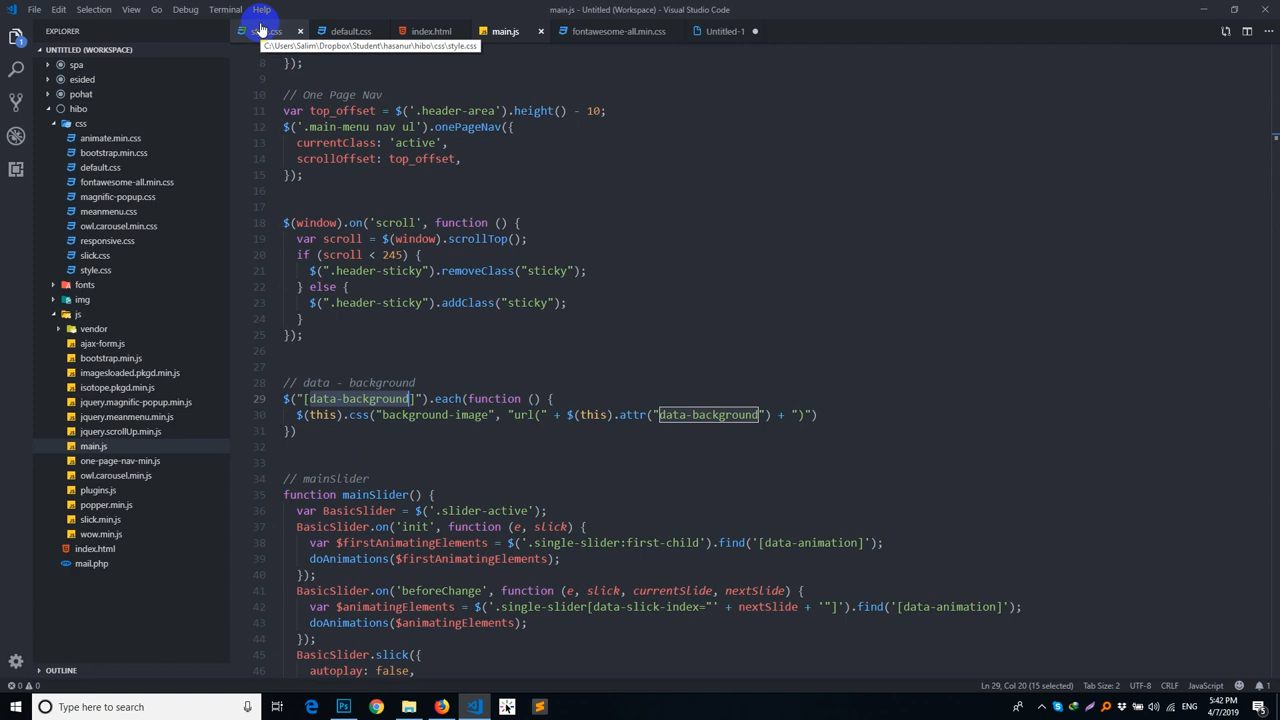 File Edit Selection View Go Debug Terminal Help
main.js - Untitled (Workspace) - Visual Studio Code
EXPLORER
default.css
index.html
main.js
fontawesome-all.min.css
Untitled-1
C:\Users\Salim\Dropbox\Student\hasanur\hibo\css\style.css
UNTITLED (WORKSPACE)
spa
esided
pohat
hibo
css
animate.min.css
bootstrap.min.css
default.css
fontawesome-all.min.css
magnific-popup.css
meanmenu.css
owl.carousel.min.css
responsive.css
slick.css
style.css
fonts
img
js
vendor
ajax-form.js
bootstrap.min.js
imagesloaded.pkgd.min.js
isotope.pkgd.min.js
jquery.magnific-popup.min.js
jquery.meanmenu.min.js
jquery.scrollUp.min.js
main.js
one-page-nav-min.js
owl.carousel.min.js
plugins.js
popper.min.js
slick.min.js
wow.min.js
index.html
mail.php
OUTLINE
8 });
9
10 // One Page Nav
11 var top_offset = $('.header-area').height() - 10;
12 $('.main-menu nav ul').onePageNav({
13 currentClass: 'active',
14 scrollOffset: top_offset,
15 });
16
17
18 $(window).on('scroll', function () {
19 var scroll = $(window).scrollTop();
20 if (scroll < 245) {
21 $(".header-sticky").removeClass("sticky");
22 } else {
23 $(".header-sticky").addClass("sticky");
24 }
25 });
26
27
28 // data - background
29 $("[data-background]").each(function () {
30 $(this).css("background-image", "url(" + $(this).attr("data-background") + ")")
31 })
32
33
34 // mainSlider
35 function mainSlider() {
36 var BasicSlider = $('.slider-active');
37 BasicSlider.on('init', function (e, slick) {
38 var $firstAnimatingElements = $('.single-slider:first-child').find('[data-animation]');
39 doAnimations($firstAnimatingElements);
40 });
41 BasicSlider.on('beforeChange', function (e, slick, currentSlide, nextSlide) {
42 var $animatingElements = $('.single-slider[data-slick-index="' + nextSlide + '"]').find('[data-animation]');
43 doAnimations($animatingElements);
44 });
45 BasicSlider.slick({
46 autoplay: false,
0 0
Ln 29, Col 20 (15 selected) Tab Size: 2 UTF-8 CRLF JavaScript 1
Type here to search
ENG
5:42 PM
4/7/2019